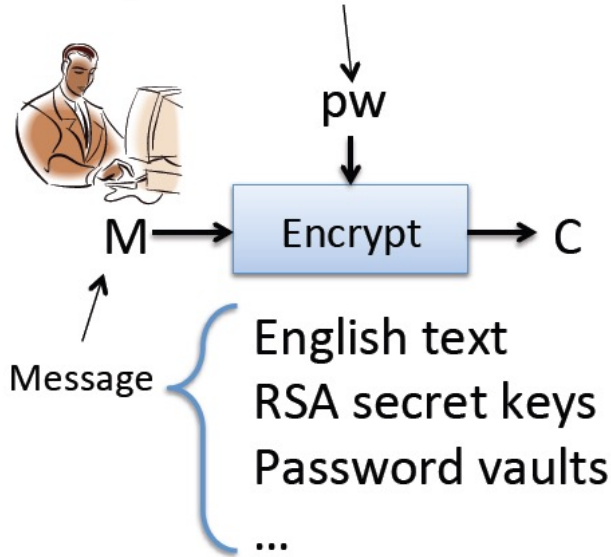 pw
M
Encrypt
C
Message
English text
RSA secret keys
Password vaults
...